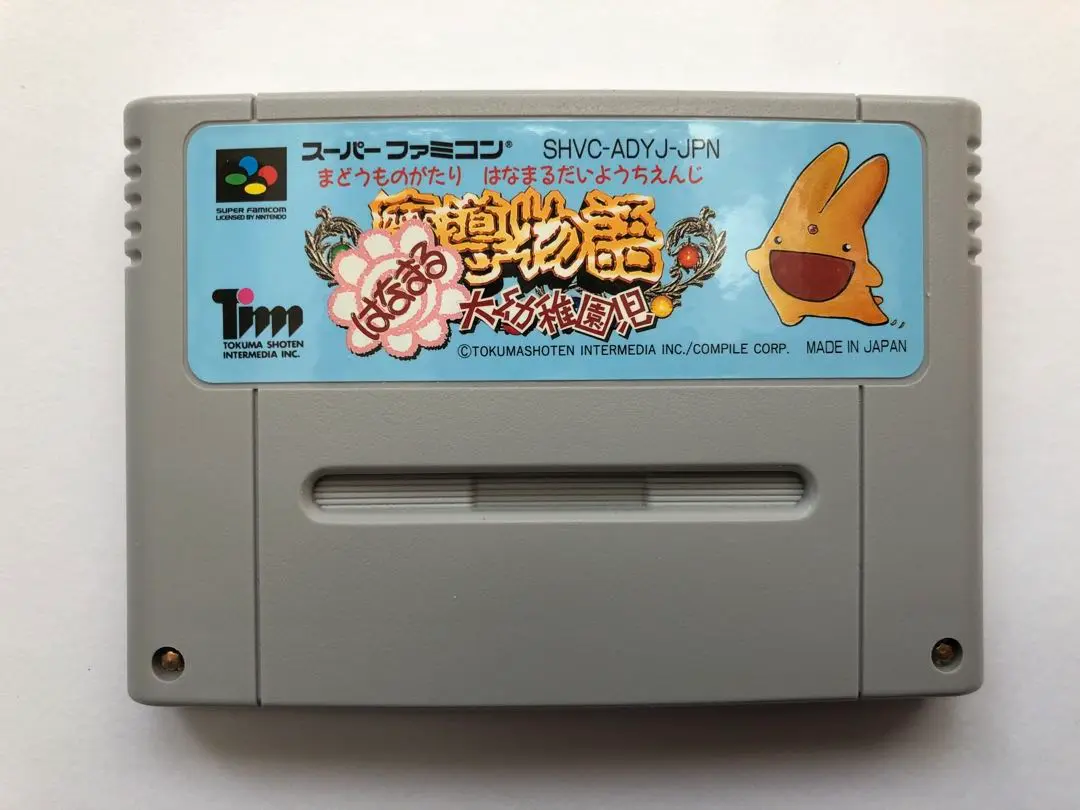 スーパーファミコン® SHVC-ADYJ-JPN
まどうものがたり はなまるだいようちえんじ
SUPER FAMICOM
LICENSED BY NINTENDO
魔導物語
はなまる
大幼稚園児
Tim
TOKUMA SHOTEN
INTERMEDIA INC.
©TOKUMASHOTEN INTERMEDIA INC./COMPILE CORP. MADE IN JAPAN